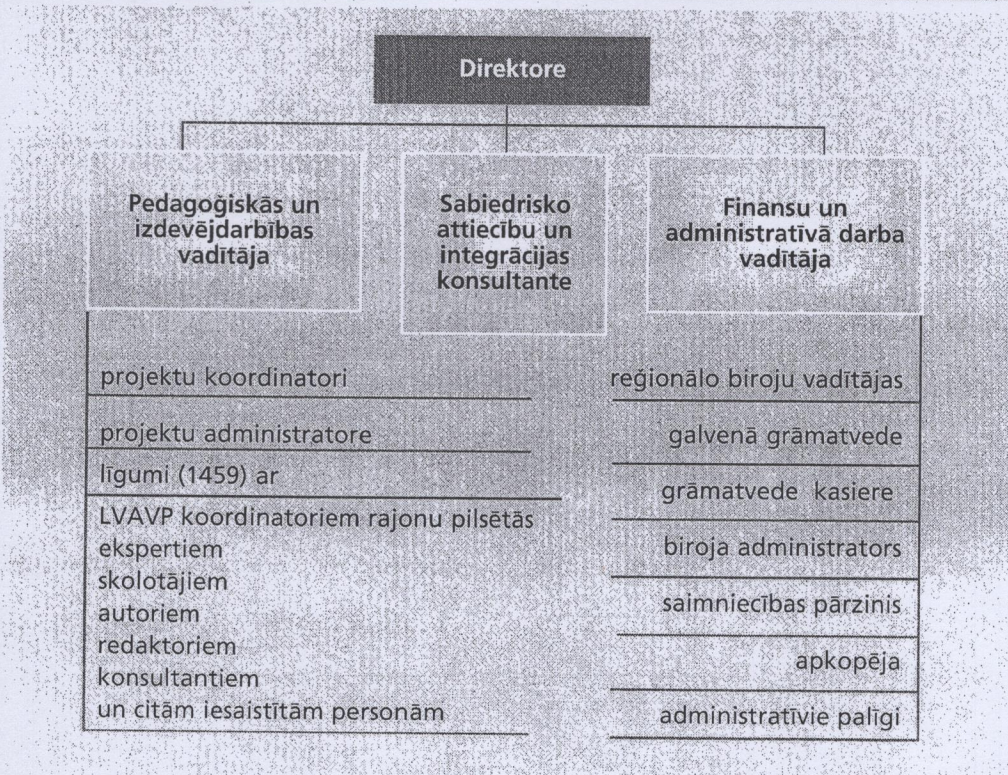 Direktore
Pedagoģiskās un
izdevējdarbības
vadītāja
Sabiedrisko
attiecību un
integrācijas
konsultante
Finansu un
administratīvā darba
vadītāja
projektu koordinatori
projektu administratore
līgumi (1459) ar
LVAVP koordinatoriem rajonu pilsētās
ekspertiem
skolotājiem
autoriem
redaktoriem
konsultantiem
un citām iesaistītām personām
reģionālo biroju vadītājas
galvenā grāmatvede
grāmatvede kasiere
biroja administrators
saimniecības pārzinis
apkopēja
administratīvie palīgi